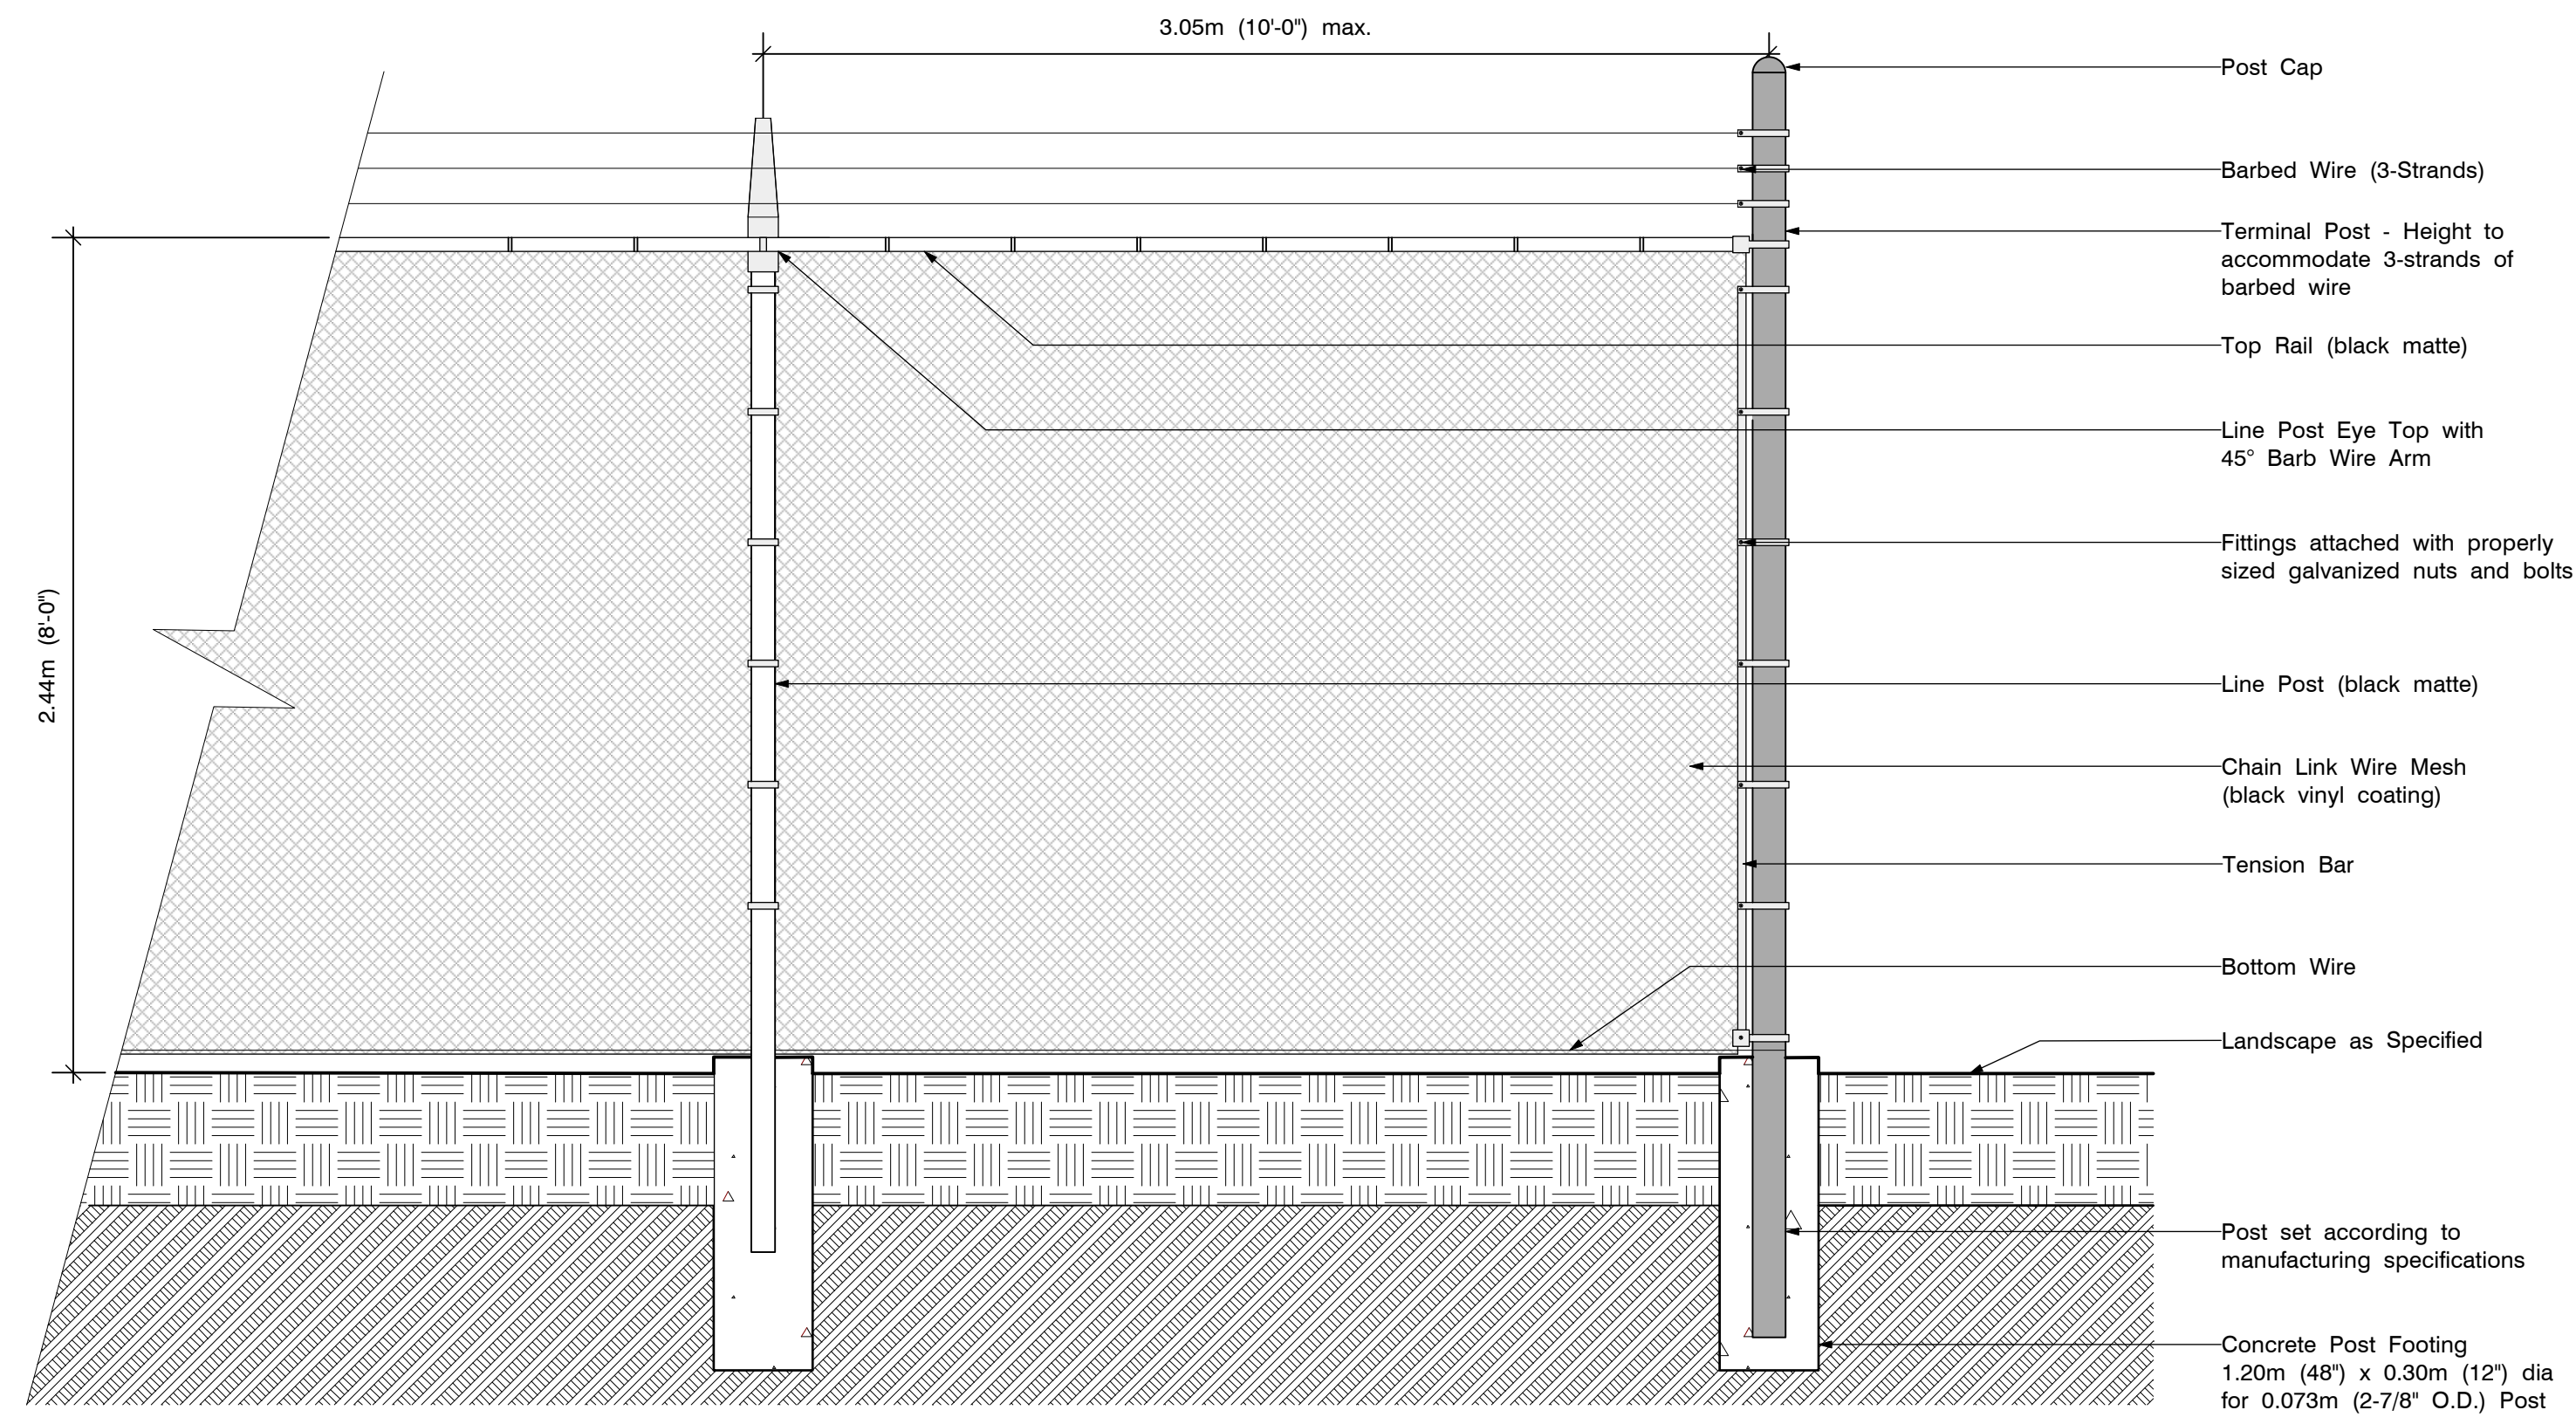 3.05m (10'-0") max.
Post Cap
Barbed Wire (3-Strands)
Terminal Post - Height to
accommodate 3-strands of
barbed wire
Top Rail (black matte)
Line Post Eye Top with
45° Barb Wire Arm
Fittings attached with properly
sized galvanized nuts and bolts
2.44m (8'-0")
Line Post (black matte)
Chain Link Wire Mesh
(black vinyl coating)
Tension Bar
Bottom Wire
Landscape as Specified
Post set according to
manufacturing specifications
Concrete Post Footing
1.20m (48") x 0.30m (12") dia
for 0.073m (2-7/8" O.D.) Post